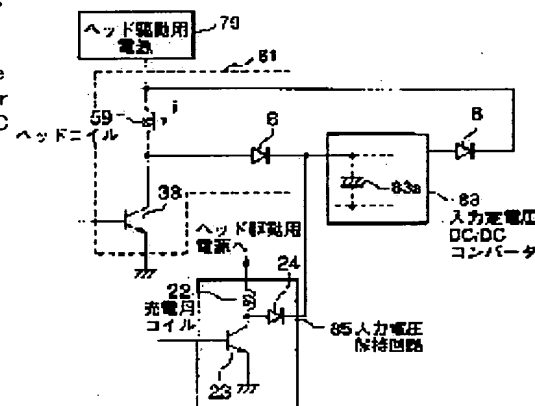 ヘッド駆動用
電源
79
61
59
i
ヘッドコイル
8
8
38
83a
83
入力定電圧
DC/DC
コンバータ
ヘッド駆動用
電源へ
22
充電用
コイル
24
85 入力電圧
保持回路
23